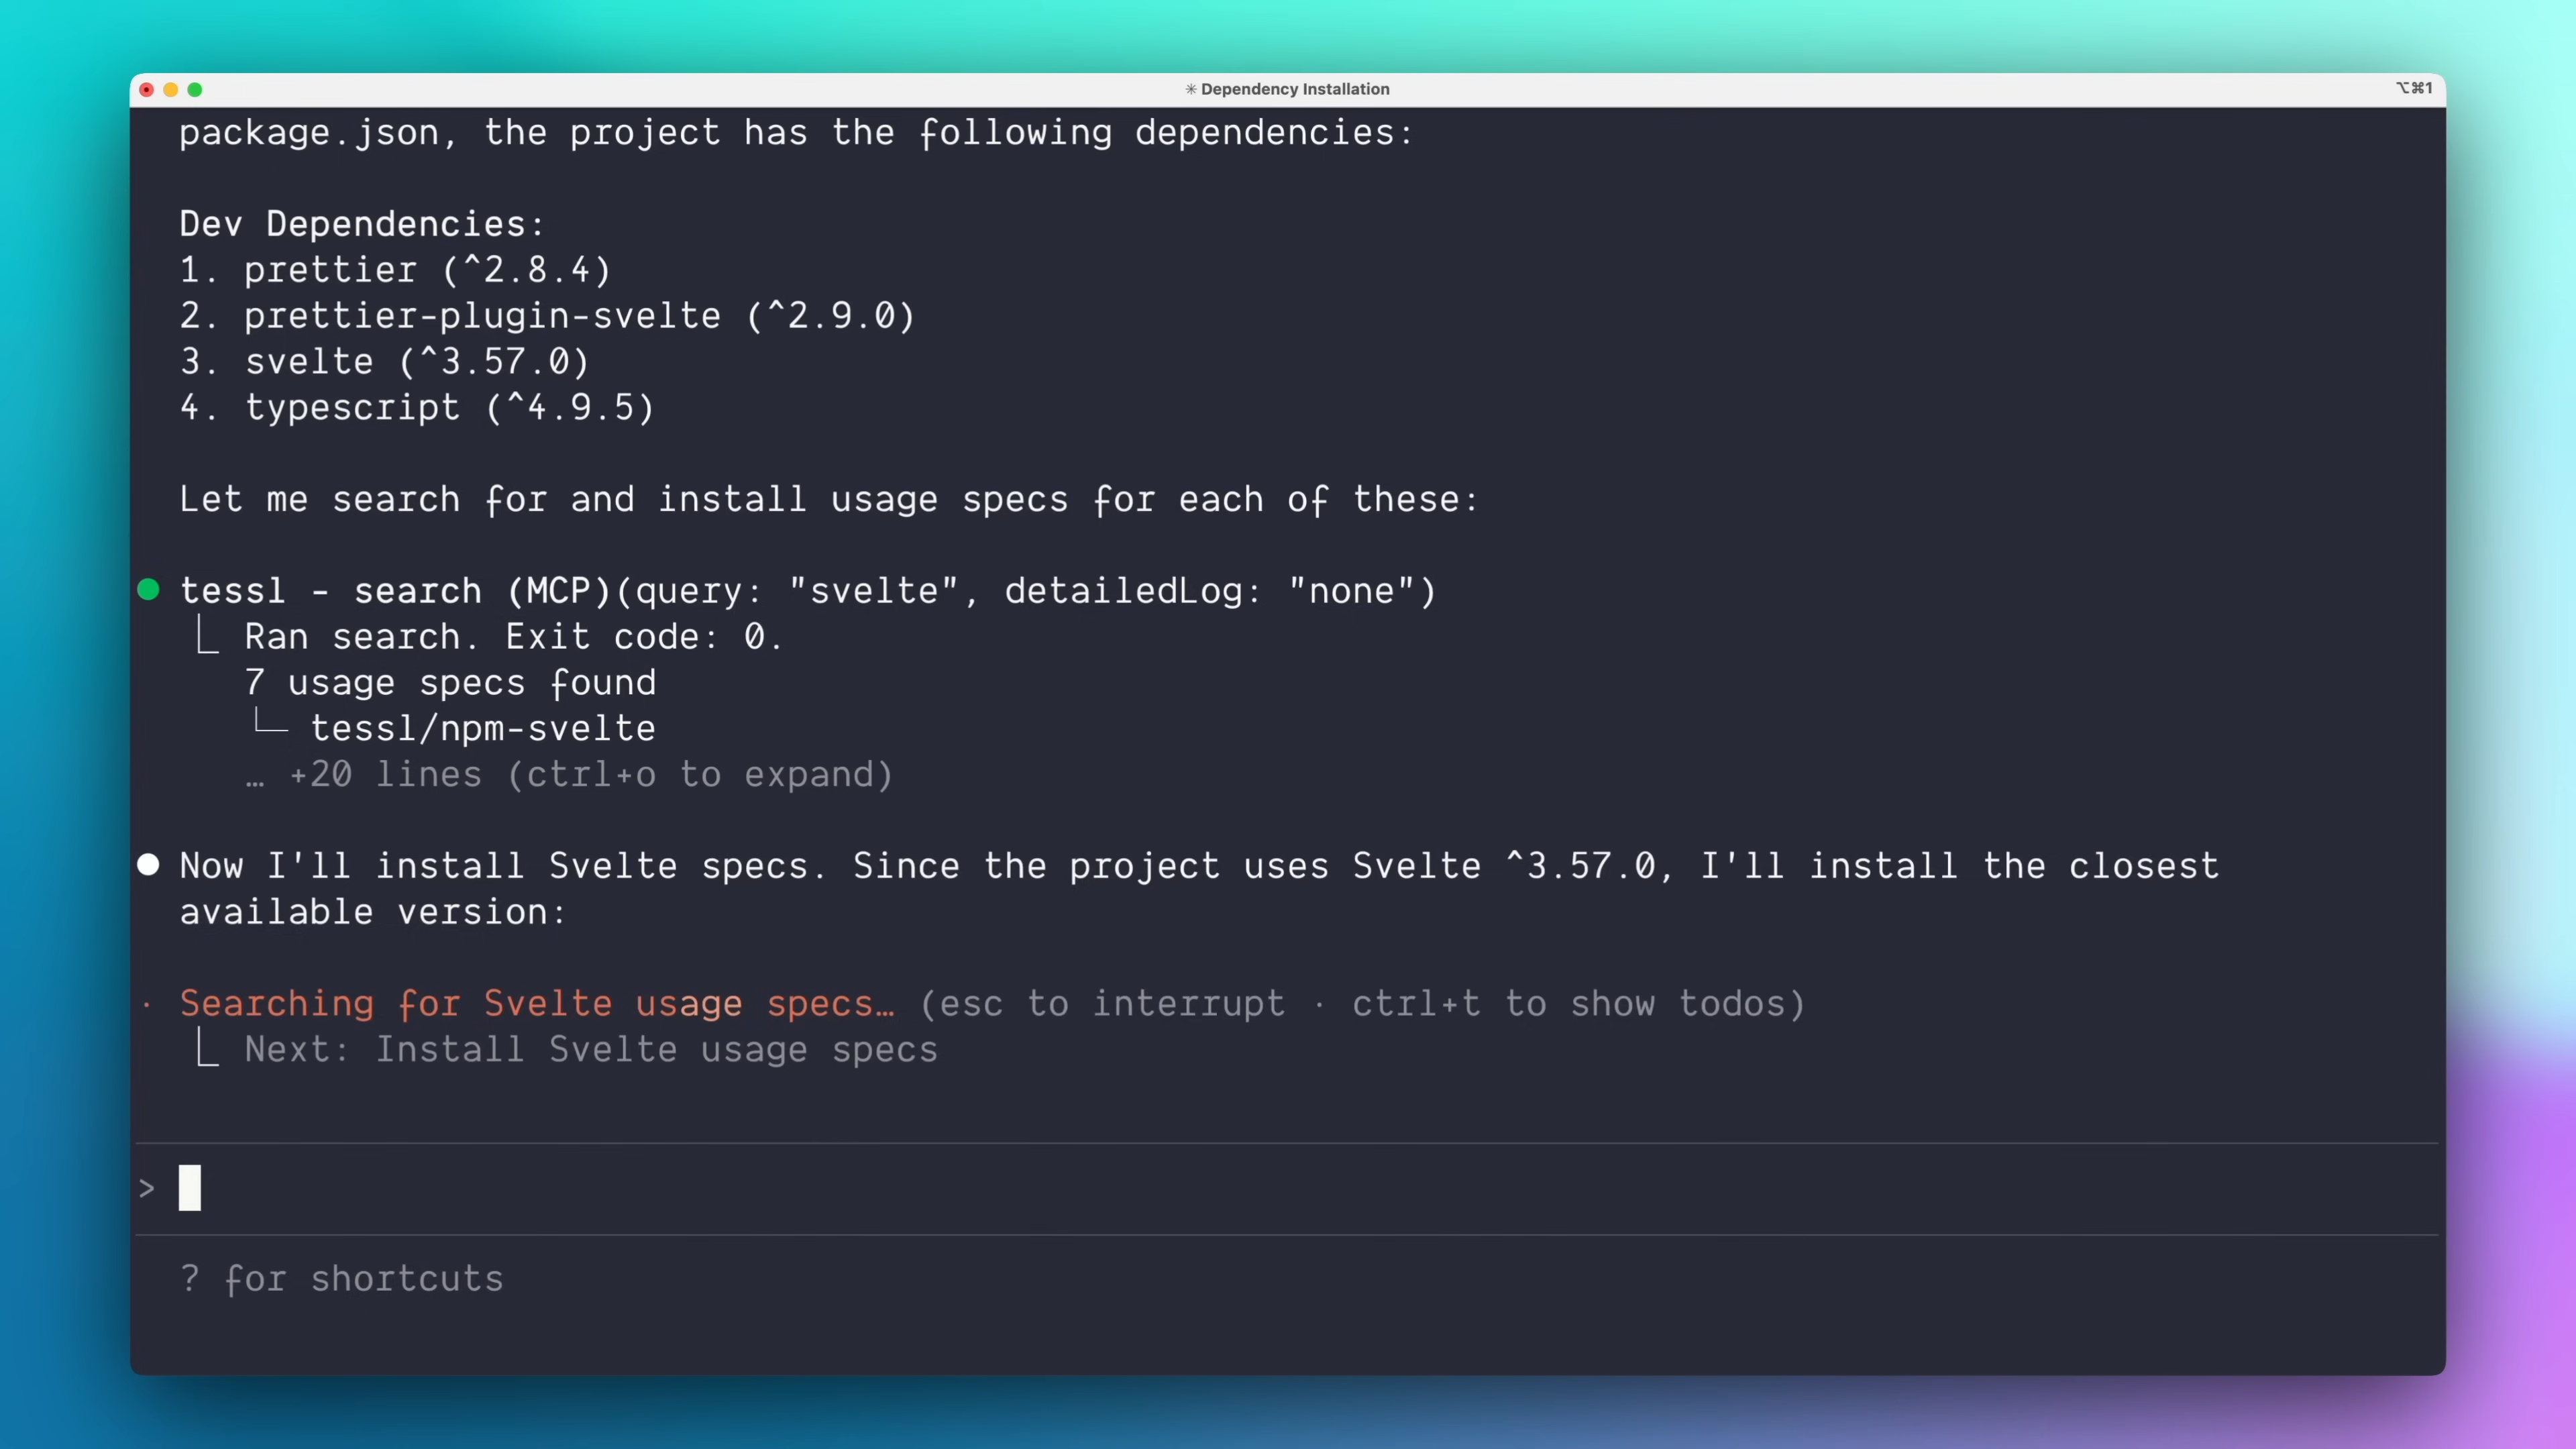 ✳ Dependency Installation
⌥⌘1
package.json, the project has the following dependencies:
Dev Dependencies:
1. prettier (^2.8.4)
2. prettier-plugin-svelte (^2.9.0)
3. svelte (^3.57.0)
4. typescript (^4.9.5)
Let me search for and install usage specs for each of these:
tessl - search (MCP)(query: "svelte", detailedLog: "none")
Ran search. Exit code: 0.
7 usage specs found
tessl/npm-svelte
… +20 lines (ctrl+o to expand)
Now I'll install Svelte specs. Since the project uses Svelte ^3.57.0, I'll install the closest
available version:
· Searching for Svelte usage specs… (esc to interrupt · ctrl+t to show todos)
Next: Install Svelte usage specs
>
? for shortcuts